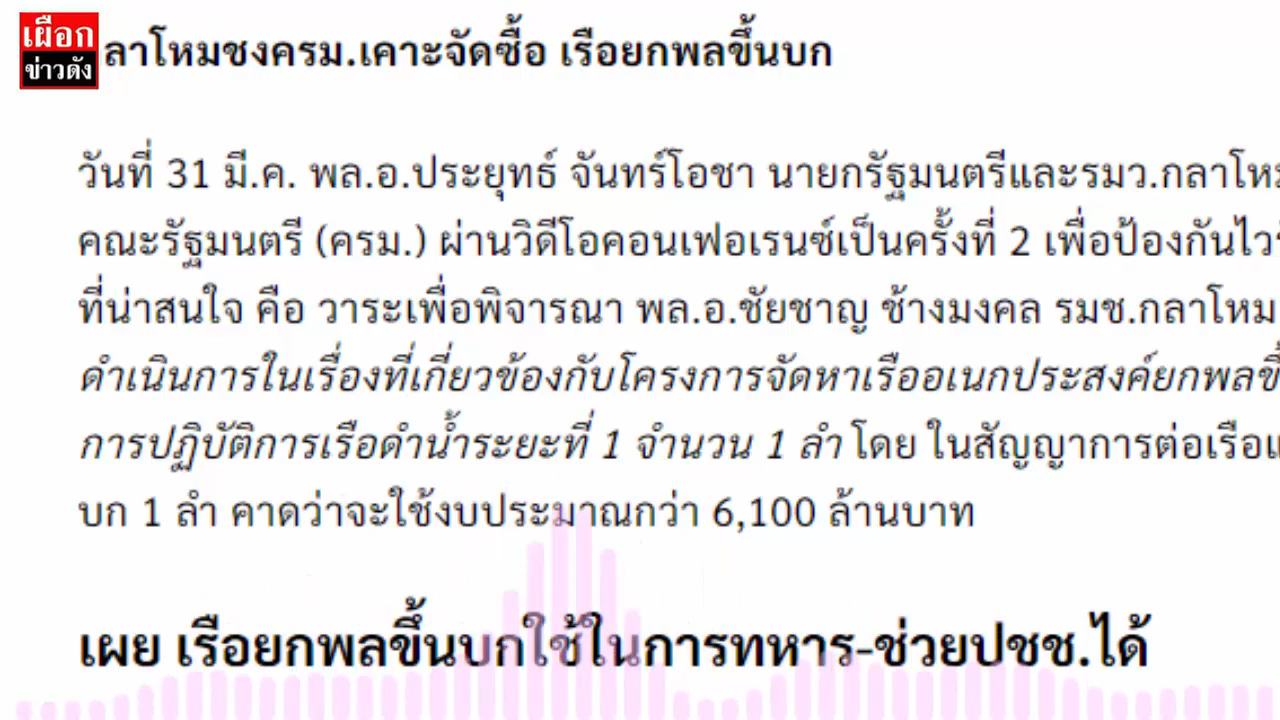 เผือก
ข่าวดัง
ลาโหมชงครม.เคาะจัดซื้อ เรือยกพลขึ้นบก
วันที่ 31 มี.ค. พล.อ.ประยุทธ์ จันทร์โอชา นายกรัฐมนตรีและรมว.กลาโหม
คณะรัฐมนตรี (ครม.) ผ่านวิดีโอคอนเฟอเรนซ์เป็นครั้งที่ 2 เพื่อป้องกันไวรั
ที่น่าสนใจ คือ วาระเพื่อพิจารณา พล.อ.ชัยชาญ ช้างมงคล รมช.กลาโหม
ดำเนินการในเรื่องที่เกี่ยวข้องกับโครงการจัดหาเรืออเนกประสงค์ยกพลขึ้
การปฏิบัติการเรือดำน้ำระยะที่ 1 จำนวน 1 ลำ โดย ในสัญญาการต่อเรือแ
บก 1 ลำ คาดว่าจะใช้งบประมาณกว่า 6,100 ล้านบาท
เผย เรือยกพลขึ้นบกใช้ในการทหาร-ช่วยปชช.ได้